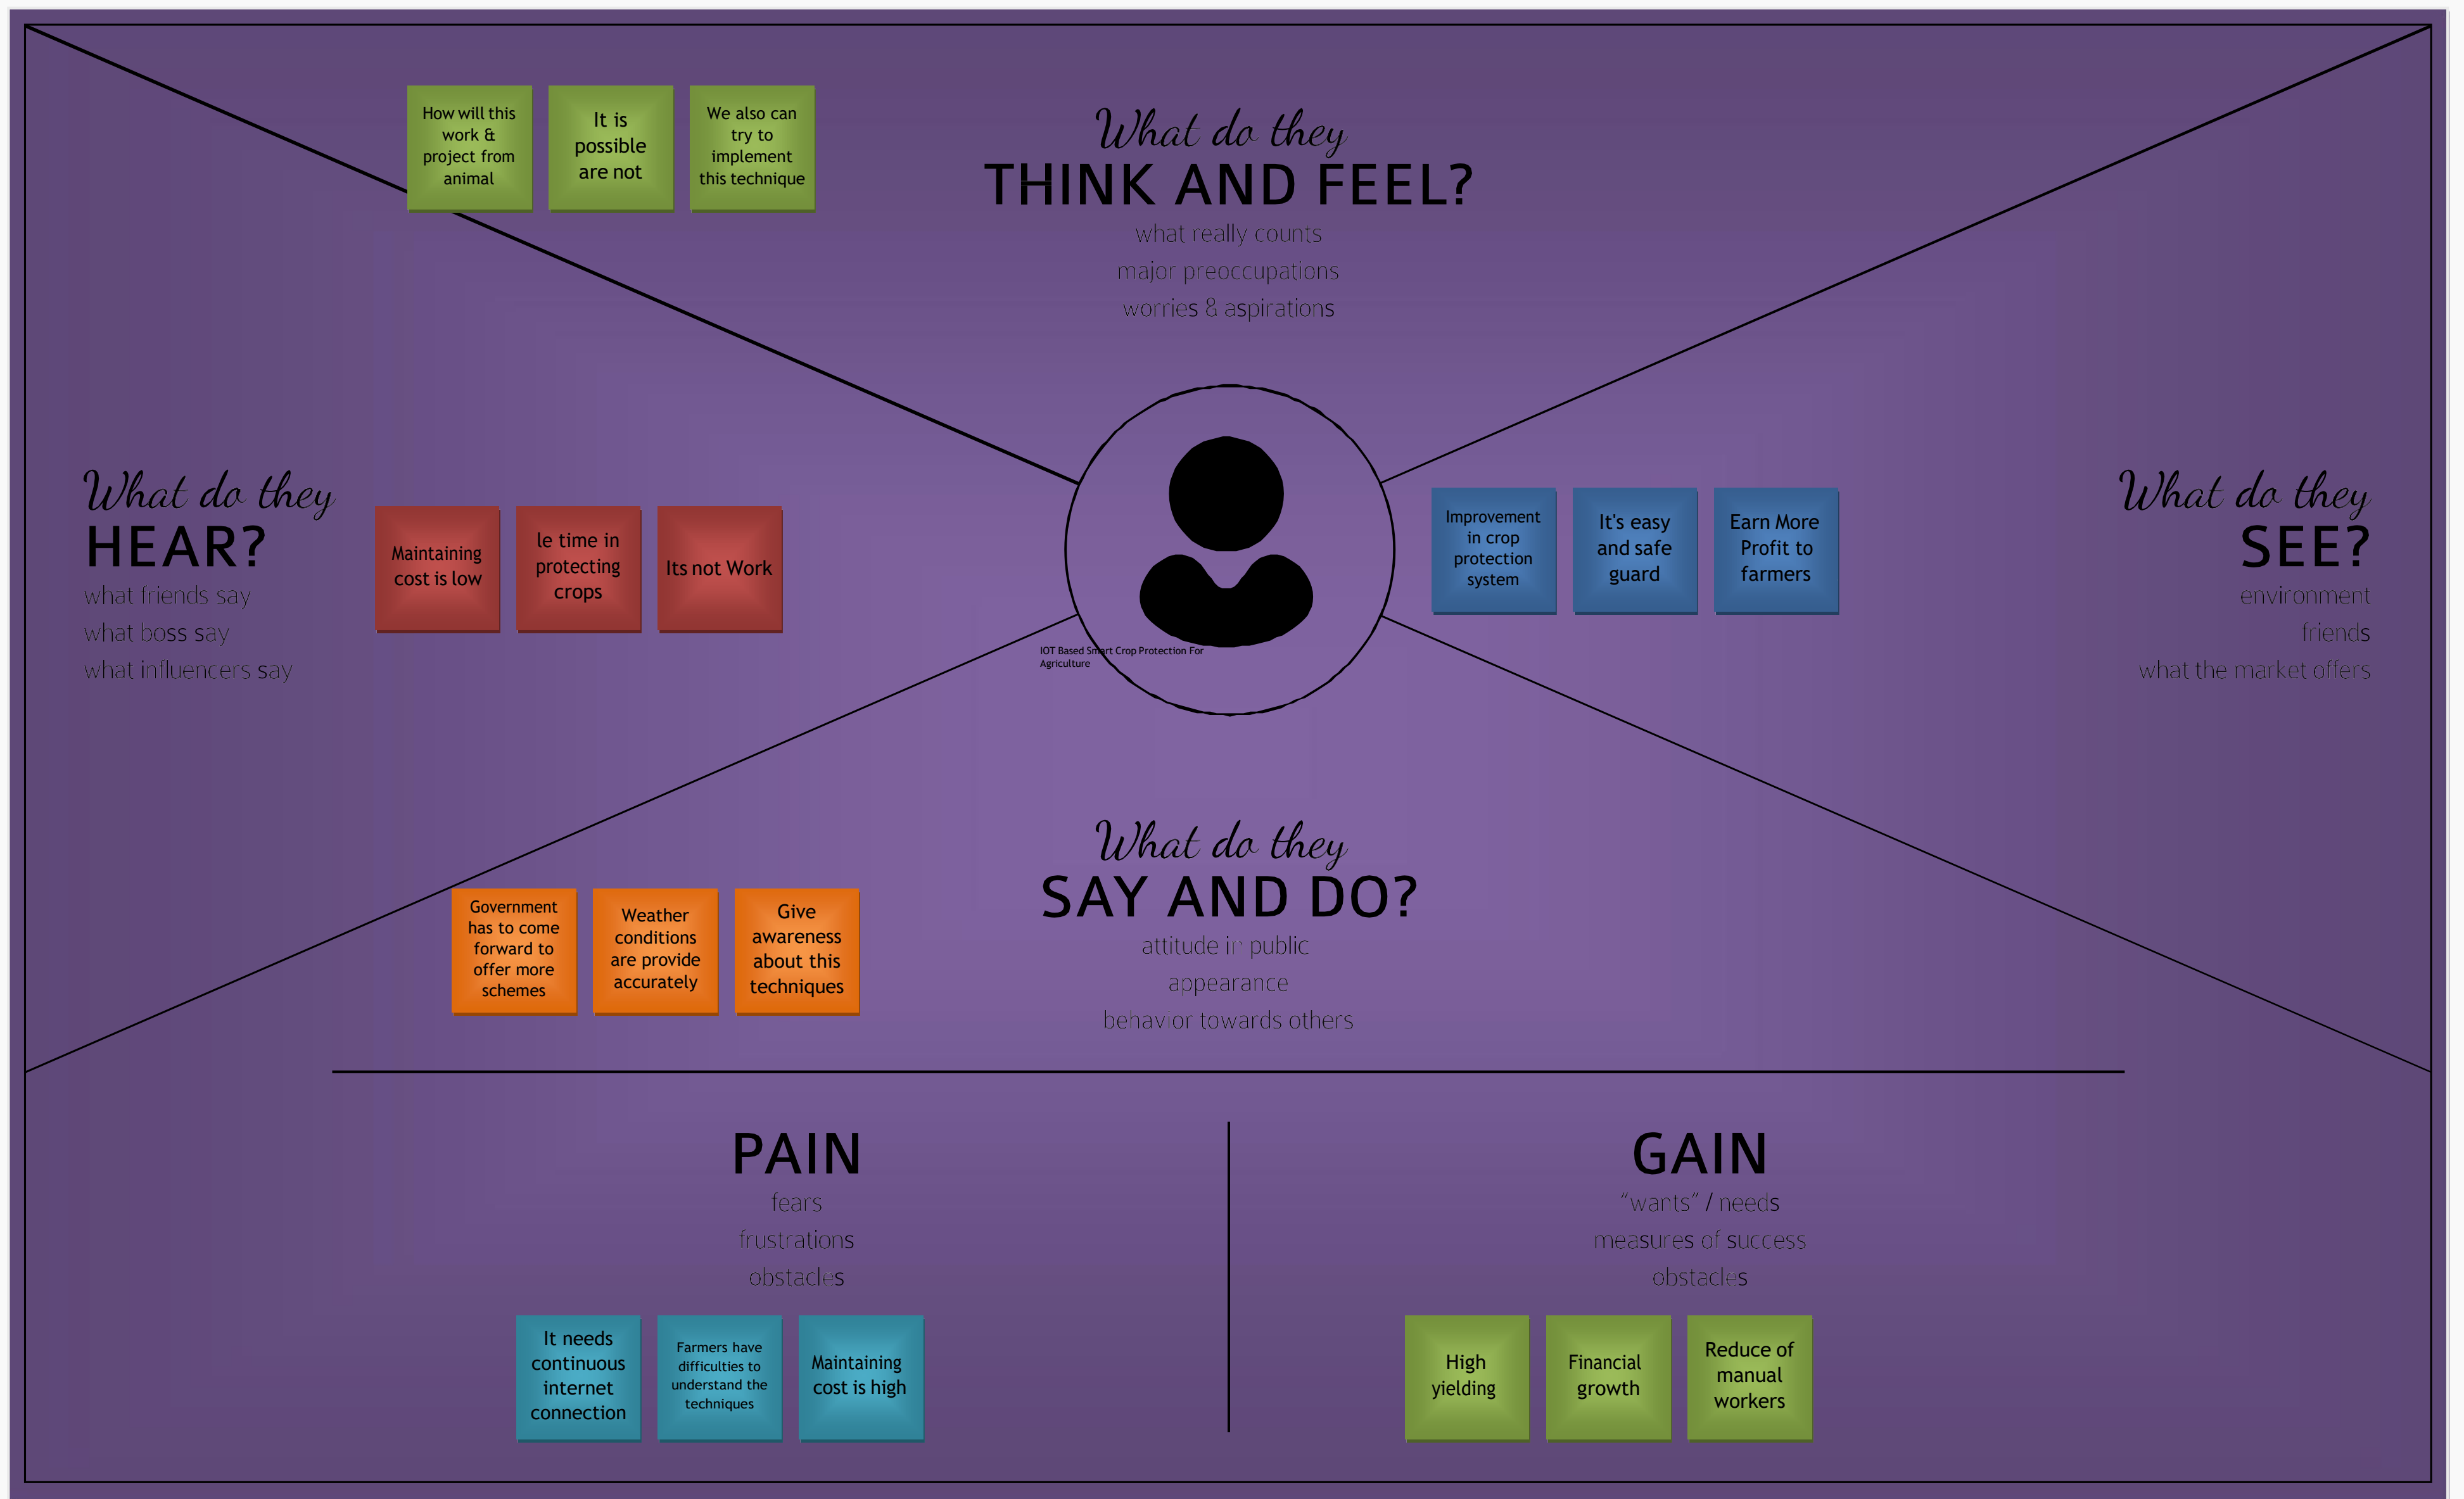 How will this
work &
project from
animal
It is
possible
are not
We also can
try to
implement
this technique
What do they
THINK AND FEEL?
what really counts
major preoccupations
worries & aspirations
What do they
HEAR?
what friends say
what boss say
what influencers say
Maintaining
cost is low
le time in
protecting
crops
Its not Work
IOT Based Smart Crop Protection For
Agriculture
Improvement
in crop
protection
system
It's easy
and safe
guard
Earn More
Profit to
farmers
What do they
SEE?
environment
friends
what the market offers
Government
has to come
forward to
offer more
schemes
Weather
conditions
are provide
accurately
Give
awareness
about this
techniques
What do they
SAY AND DO?
attitude in public
appearance
behavior towards others
PAIN
fears
frustrations
obstacles
It needs
continuous
internet
connection
Farmers have
difficulties to
understand the
techniques
Maintaining
cost is high
GAIN
"wants" / needs
measures of success
obstacles
High
yielding
Financial
growth
Reduce of
manual
workers